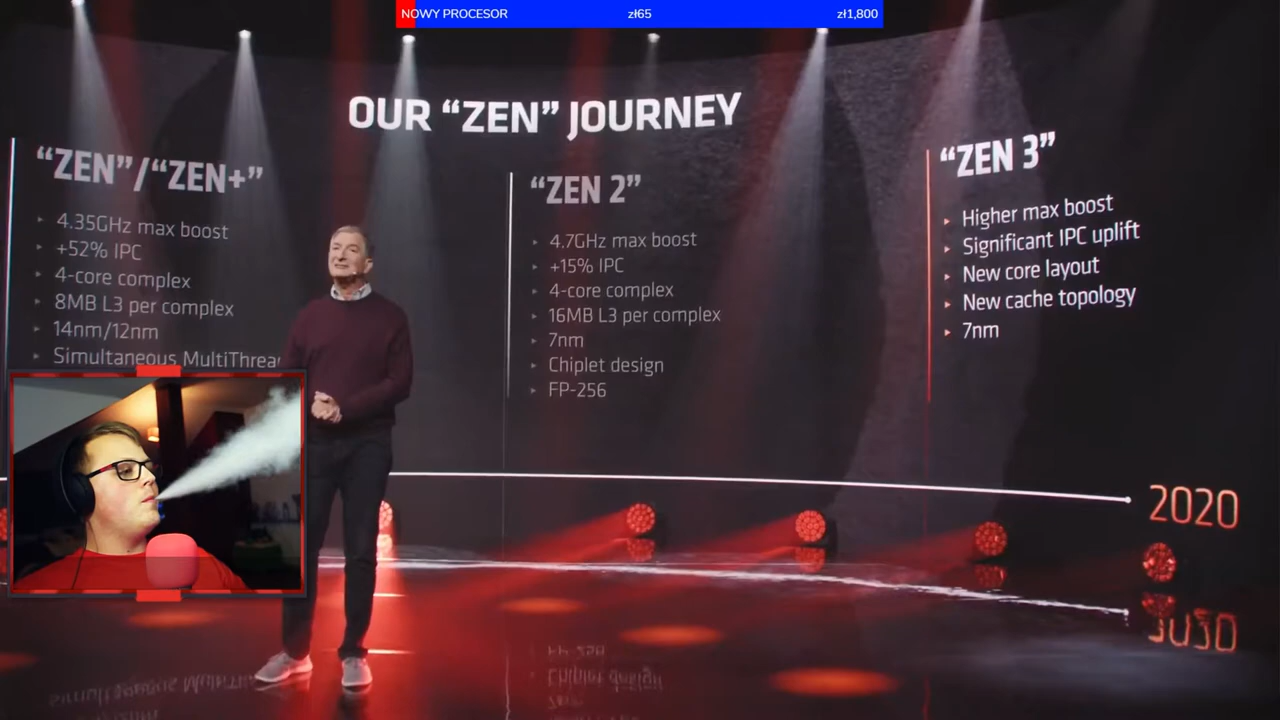 NOWY PROCESOR zł65 zł1,800
OUR “ZEN” JOURNEY
“ZEN”/“ZEN+”
4.35GHz max boost
+52% IPC
4-core complex
8MB L3 per complex
14nm/12nm
Simultaneous
“ZEN 2”
4.7GHz max boost
+15% IPC
4-core complex
16MB L3 per complex
7nm
Chiplet design
FP-256
“ZEN 3”
Higher max boost
Significant IPC uplift
New core layout
New cache topology
7nm
2020